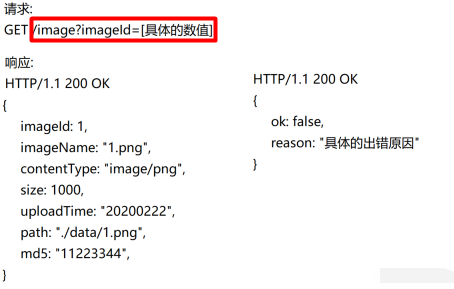 请求:
GET /image?imageId=[具体的数值]
响应:
HTTP/1.1 200 OK
{
imageId: 1,
imageName: "1.png",
contentType: "image/png",
size: 1000,
uploadTime: "20200222",
path: "./data/1.png",
md5: "11223344",
}
HTTP/1.1 200 OK
{
ok: false,
reason: "具体的出错原因"
}